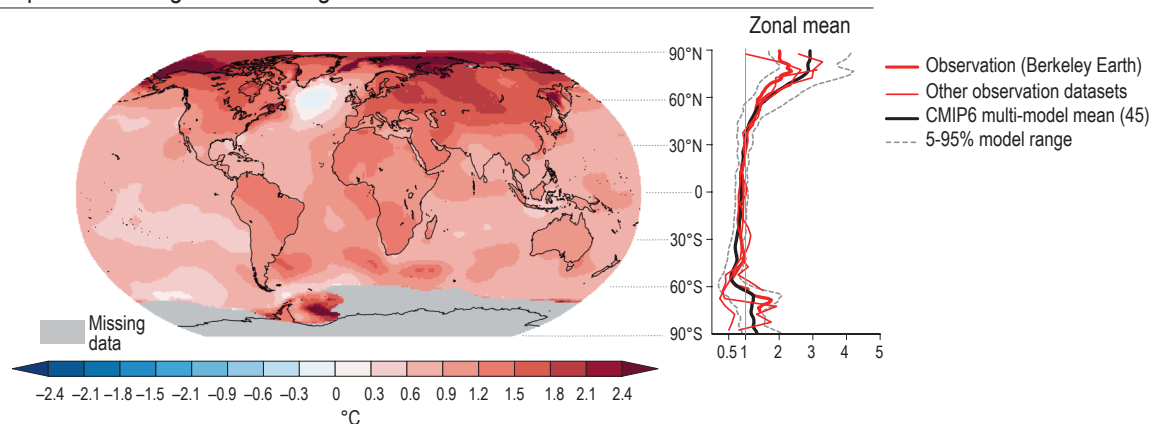 Zonal mean
90°N
60°N
30°N
0
30°S
60°S
90°S
0.5 1 2 3 4 5
Observation (Berkeley Earth)
Other observation datasets
CMIP6 multi-model mean (45)
5-95% model range
Missing
data
–2.4 –2.1 –1.8 –1.5 –2.1 –0.9 –0.6 –0.3 0 0.3 0.6 0.9 1.2 1.5 1.8 2.1 2.4
°C